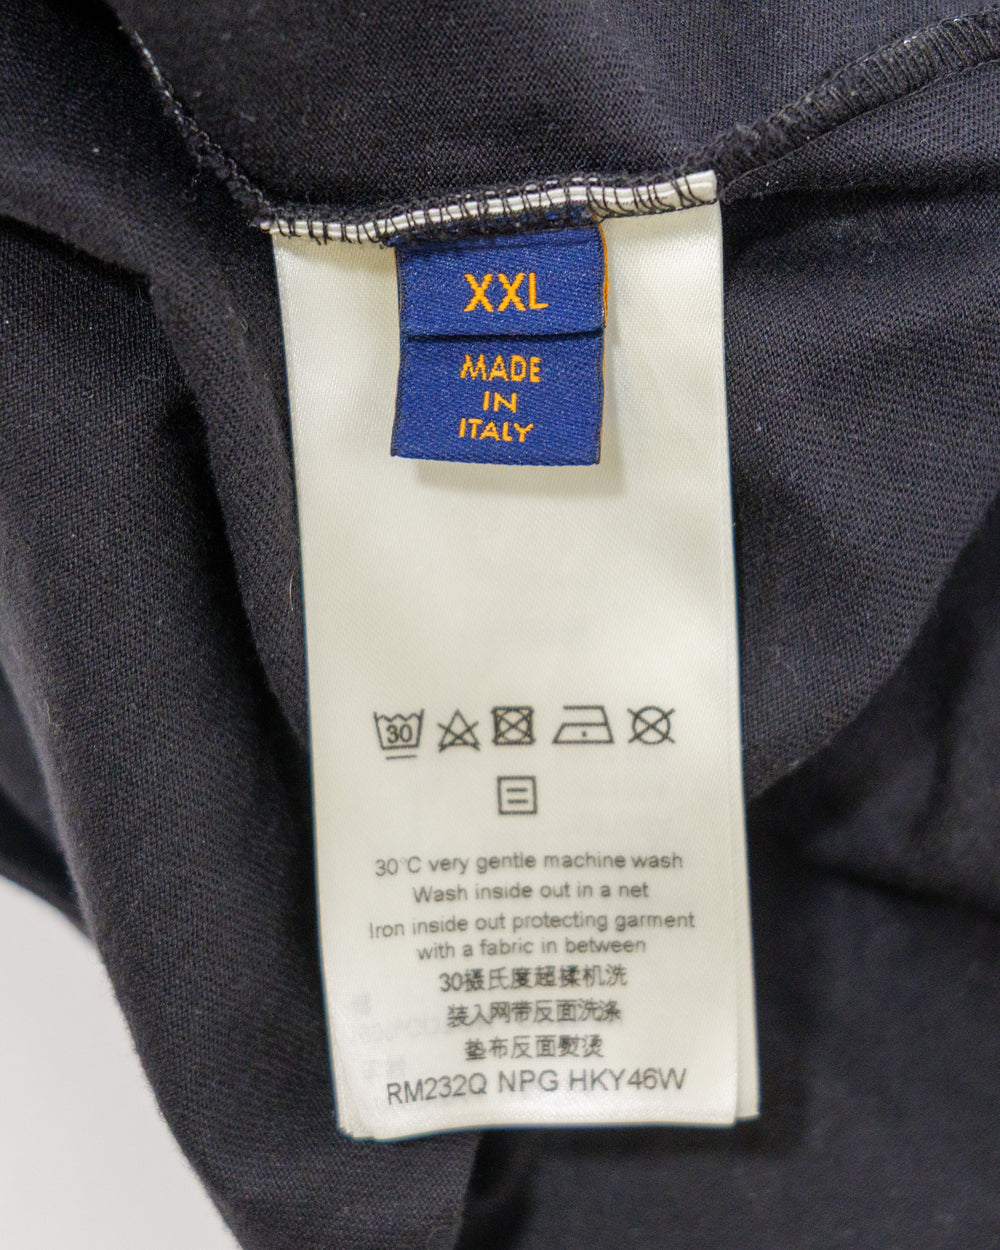 XXL
MADE
IN
ITALY
30
30°C very gentle machine wash
Wash inside out in a net
Iron inside out protecting garment
with a fabric in between
30摄氏度超揉机洗
装入网带反面洗涤
垫布反面熨烫
RM232Q NPG HKY46W